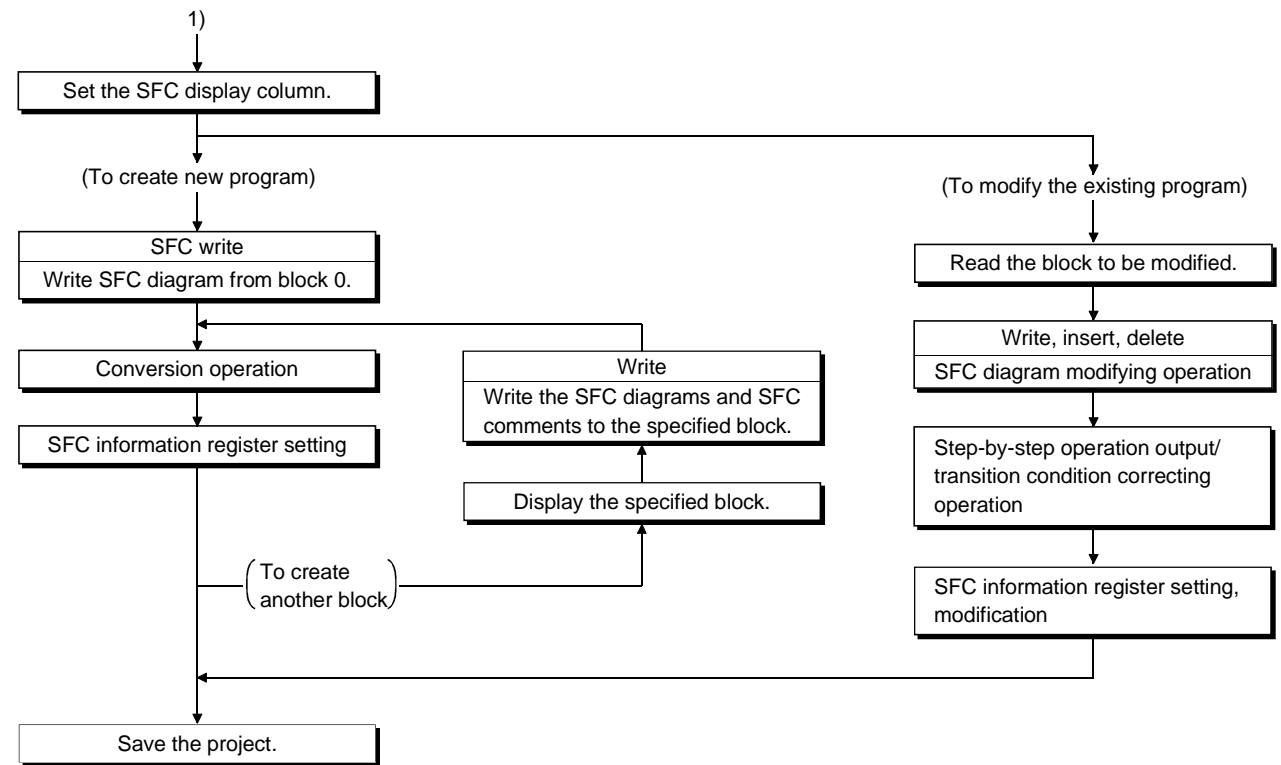 1)
Set the SFC display column.
(To create new program)
(To modify the existing program)
SFC write
Write SFC diagram from block 0.
Read the block to be modified.
Conversion operation
SFC information register setting
Write
Write the SFC diagrams and SFC
comments to the specified block.
Display the specified block.
Write, insert, delete
SFC diagram modifying operation
Step-by-step operation output/
transition condition correcting
operation
To create
another block
SFC information register setting,
modification
Save the project.